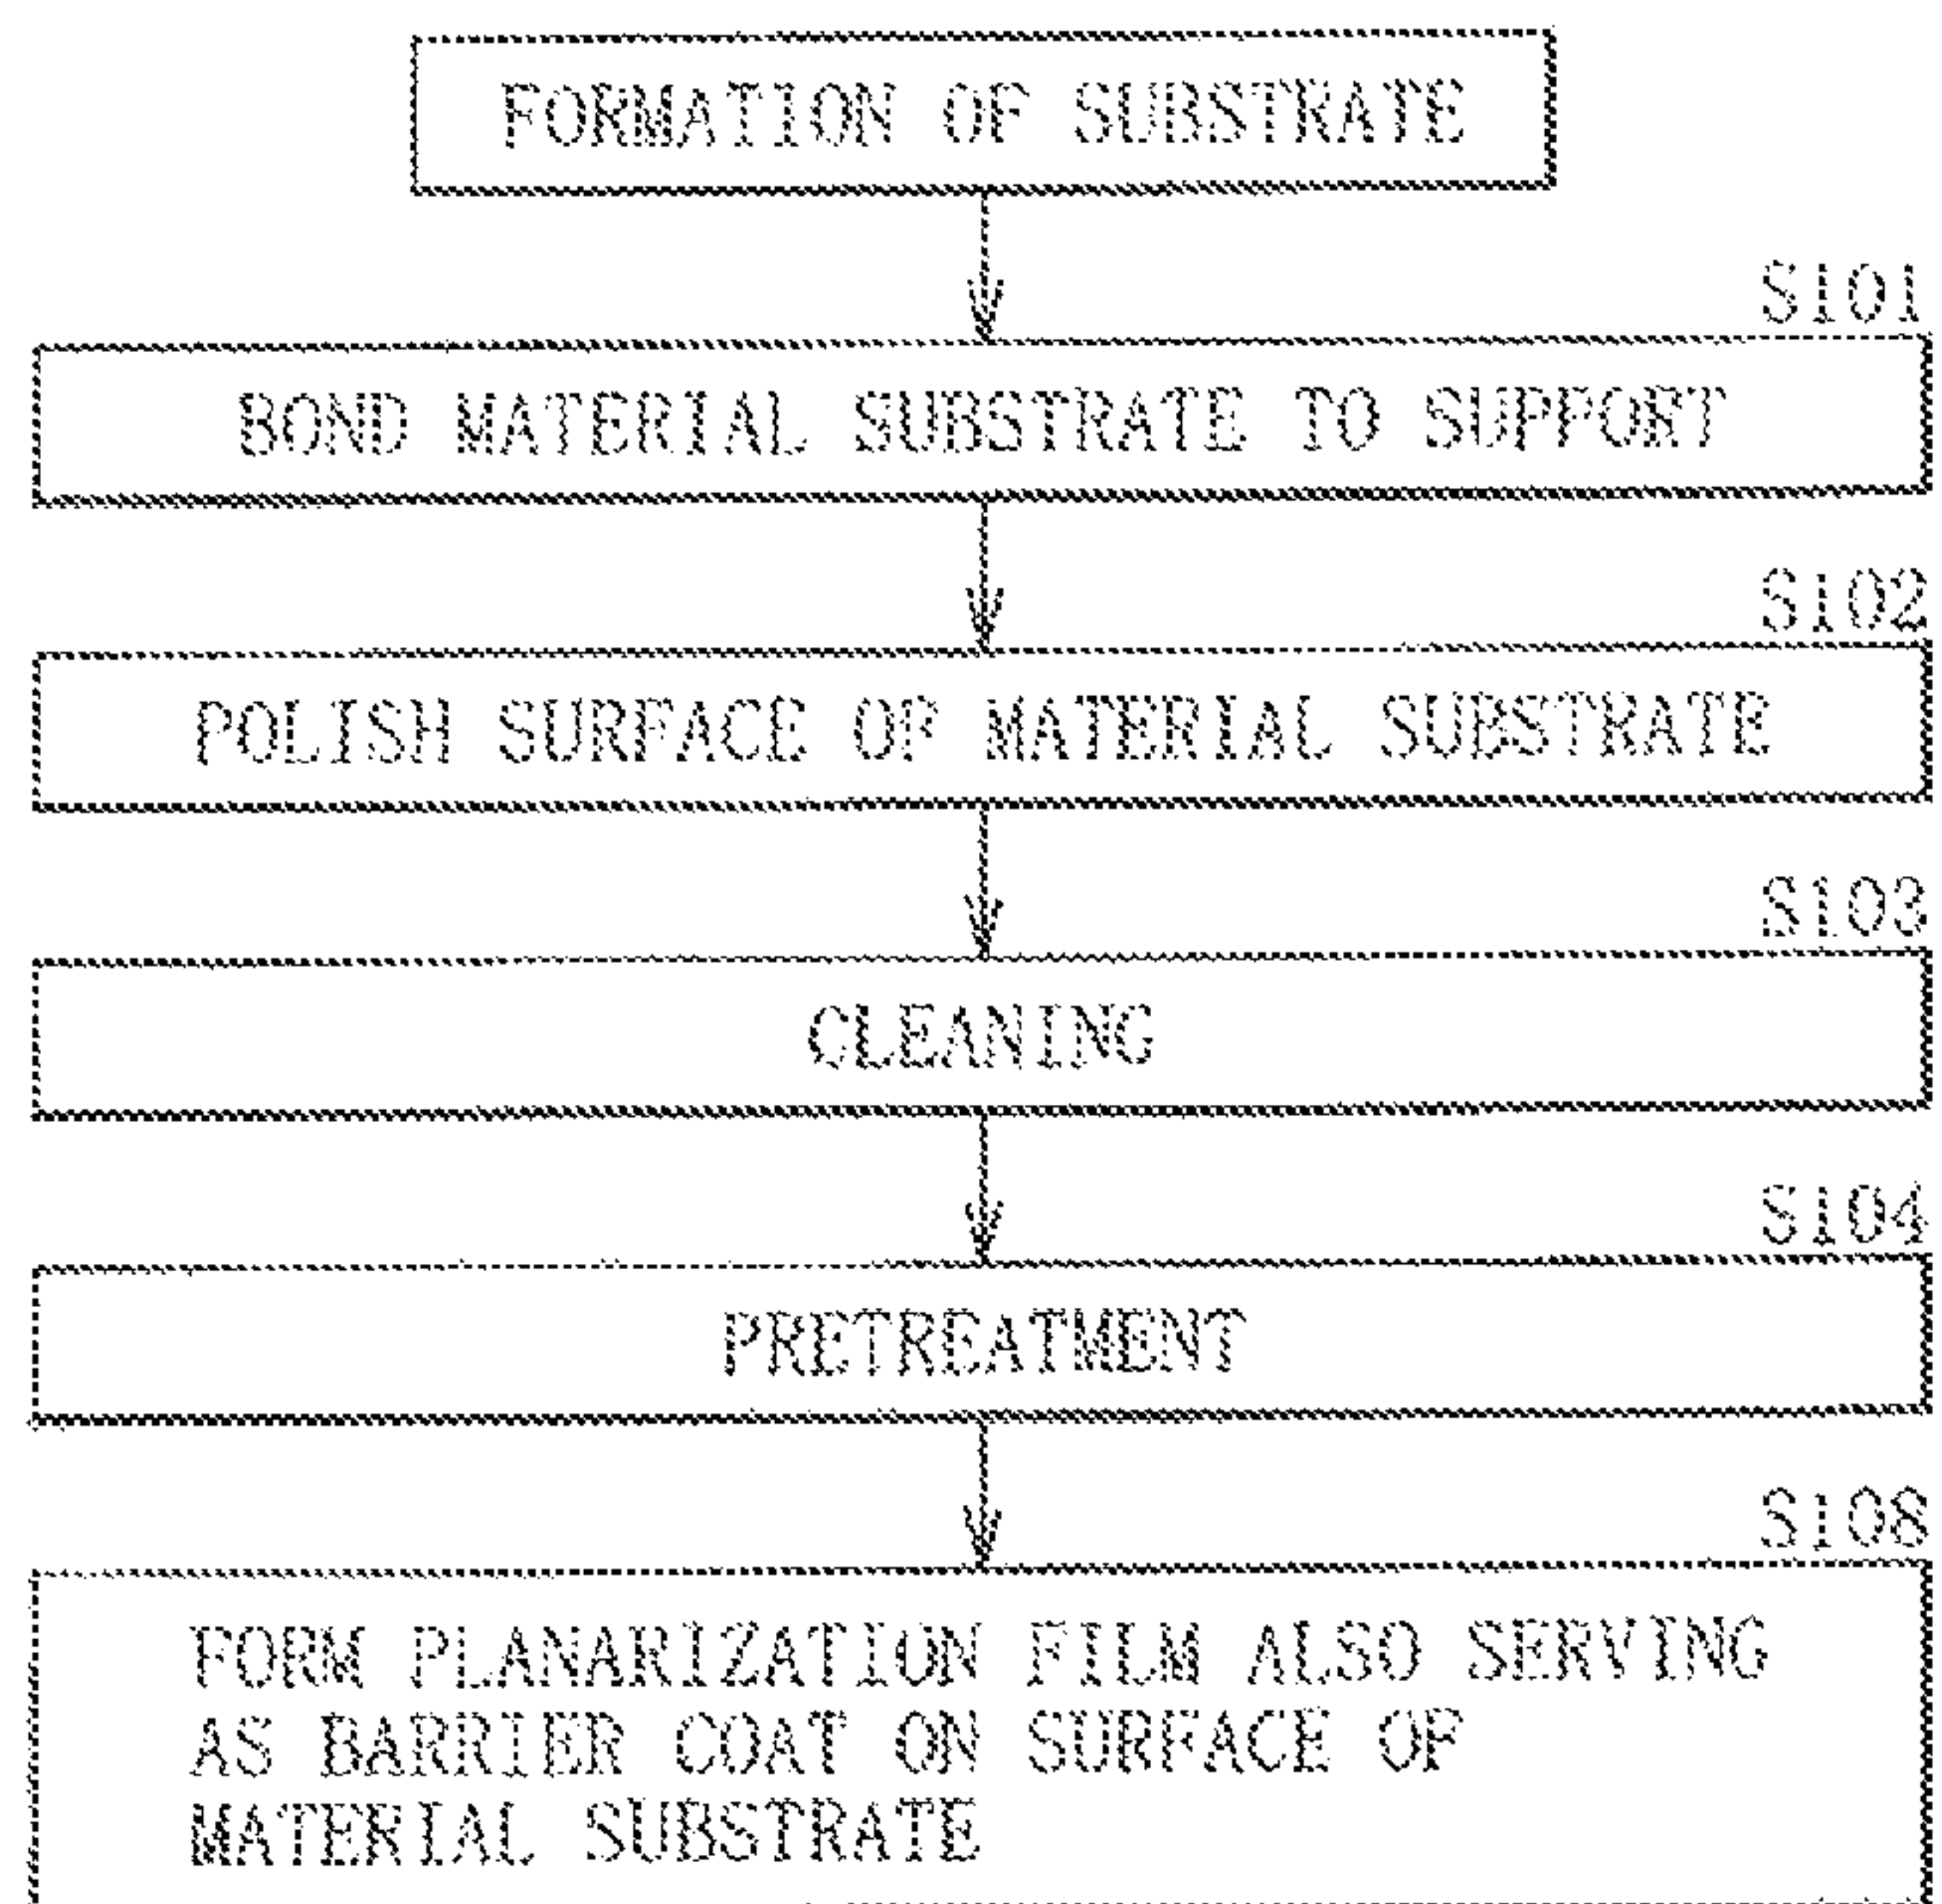 FORMATION OF SUBSTRATE
S101
BOND MATERIAL SUBSTRATE TO SUPPORT
S102
POLISH SURFACE OF MATERIAL SUBSTRATE
S103
CLEANING
S104
PRETREATMENT
S108
FORM PLANARIZATION FILM ALSO SERVING
AS BARRIER COAT ON SURFACE OF
MATERIAL SUBSTRATE